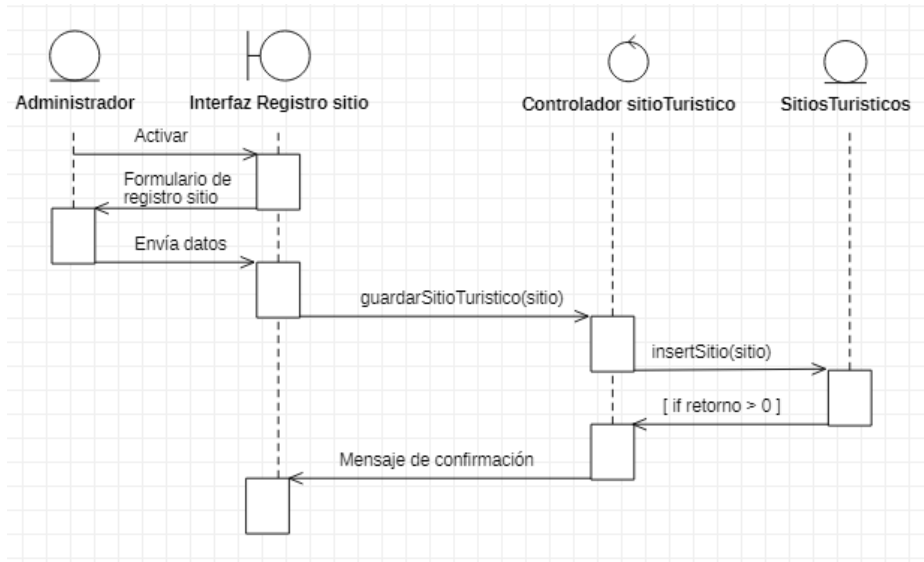 Administrador
Interfaz Registro sitio
Controlador sitioTuristico
SitiosTuristicos
Activar
Formulario de
registro sitio
Envía datos
guardarSitioTuristico(sitio)
insertSitio(sitio)
[ if retorno > 0 ]
Mensaje de confirmación